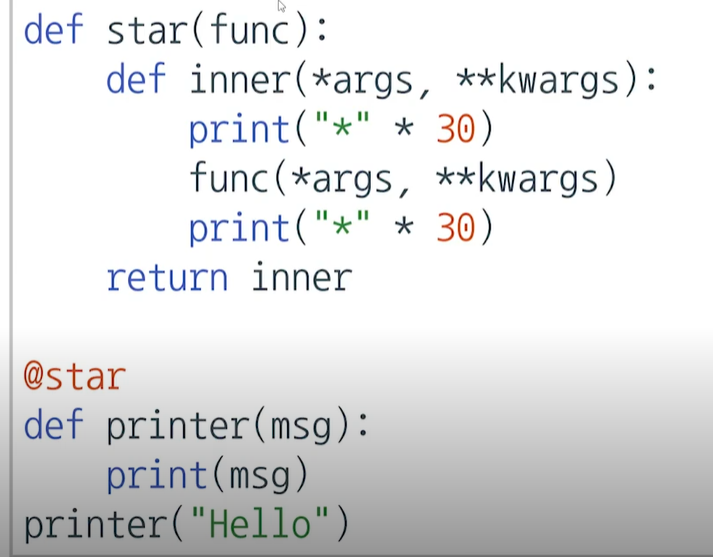 def star(func):
    def inner(*args, **kwargs):
        print("*" * 30)
        func(*args, **kwargs)
        print("*" * 30)
    return inner

@star
def printer(msg):
    print(msg)
printer("Hello")